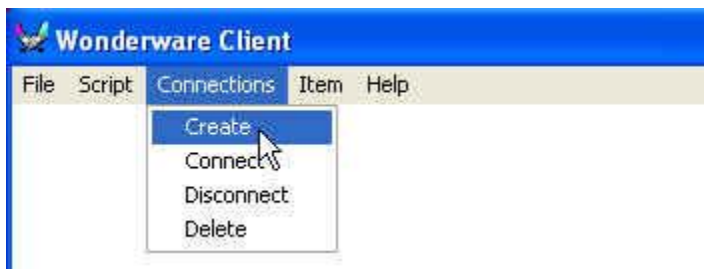 Wonderware Client
File Script Connections Item Help
Create
Connect
Disconnect
Delete